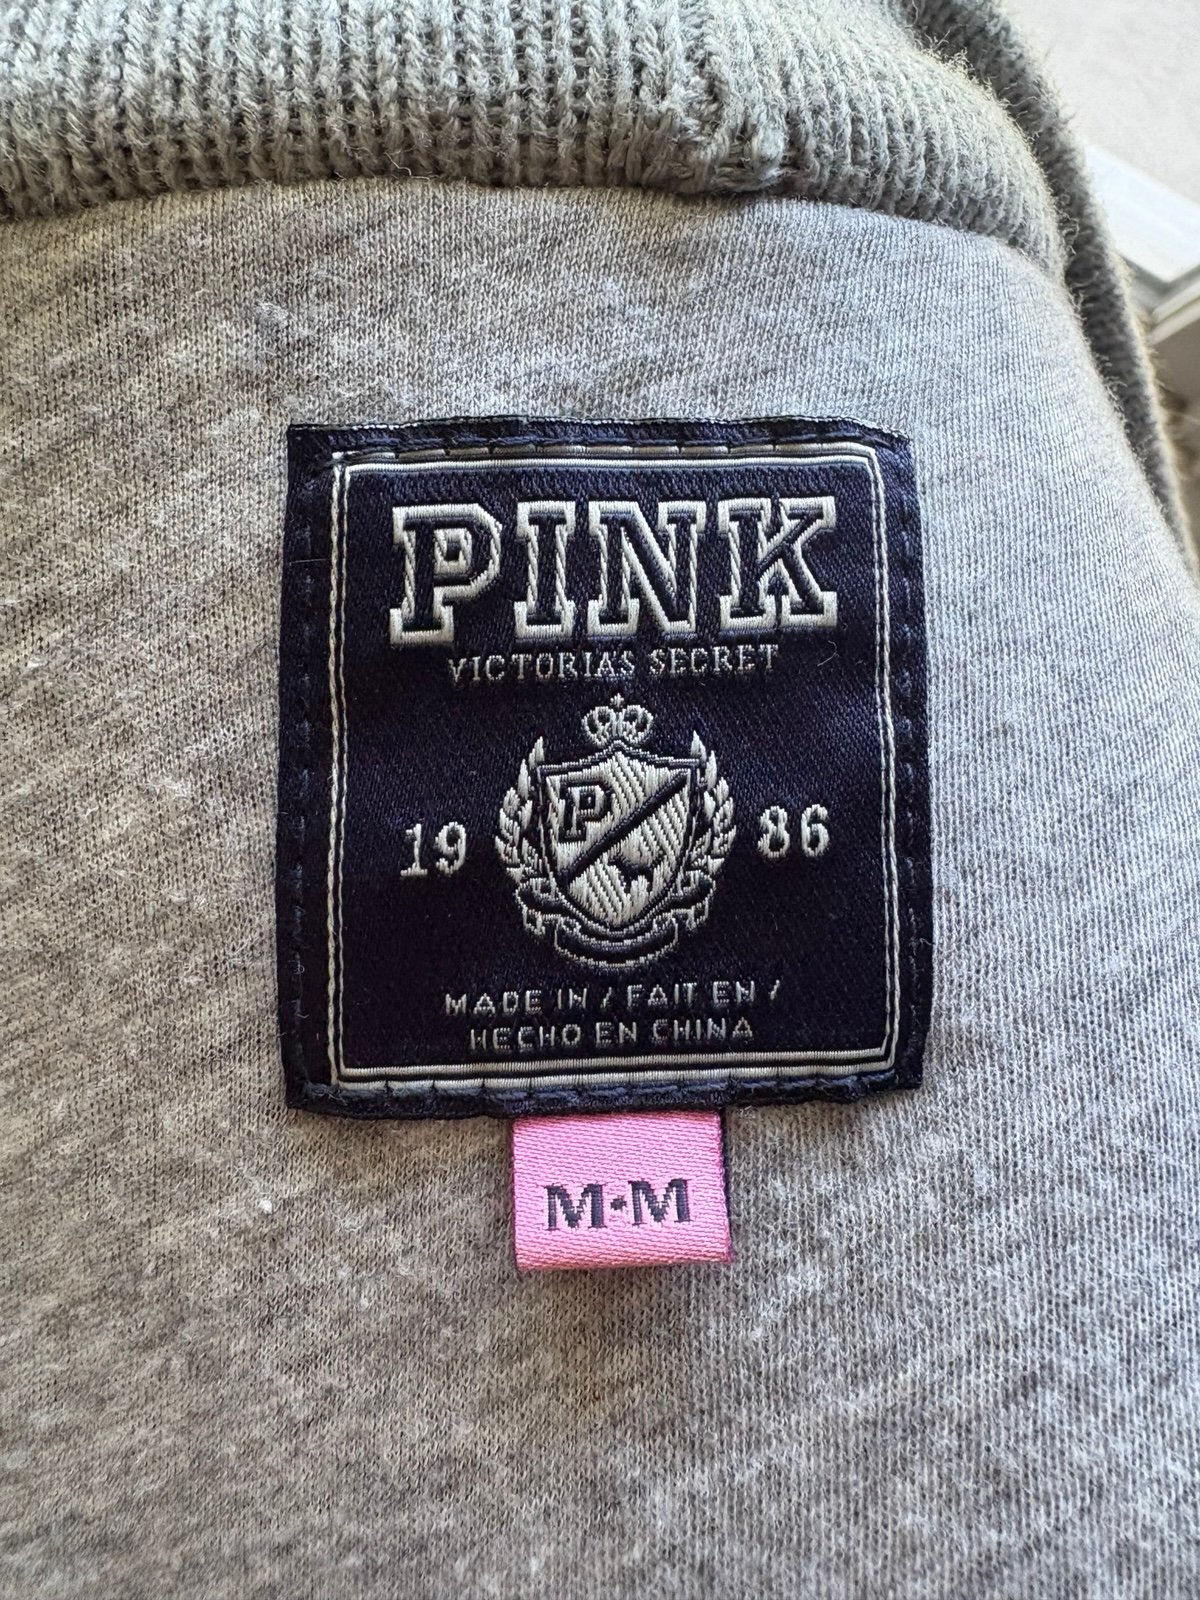 PINK
VICTORIA'S SECRET
P
19 86
MADE IN / FAIT EN /
HECHO EN CHINA
M·M